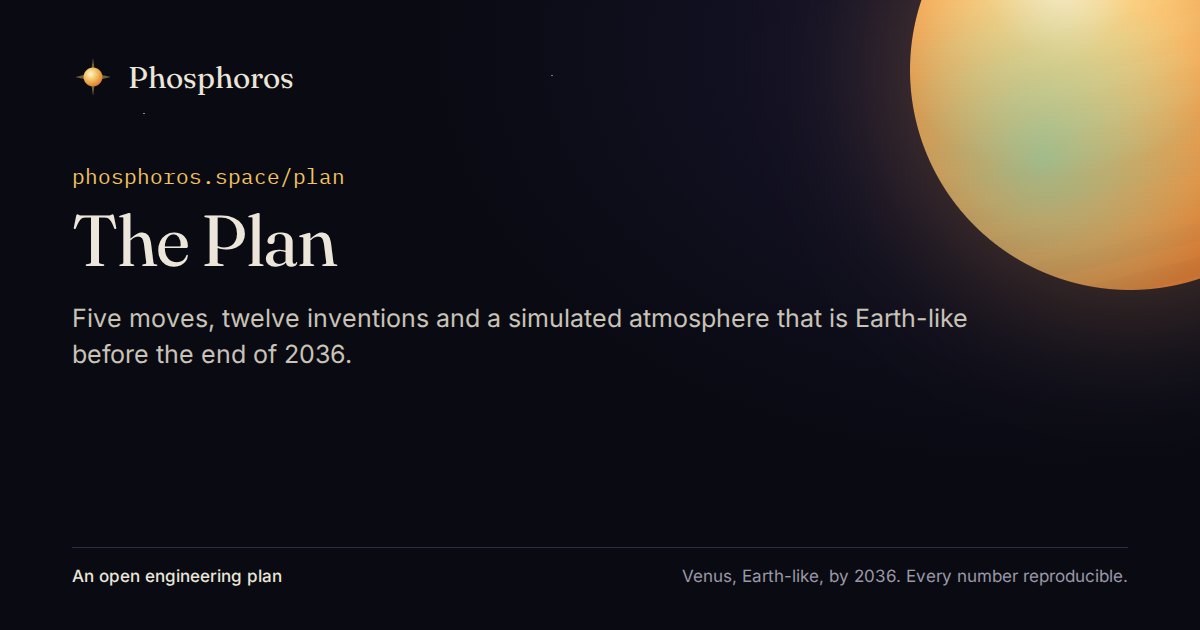 Phosphoros
phosphoros.space/plan
The Plan
Five moves, twelve inventions and a simulated atmosphere that is Earth-like
before the end of 2036.
An open engineering plan
Venus, Earth-like, by 2036. Every number reproducible.